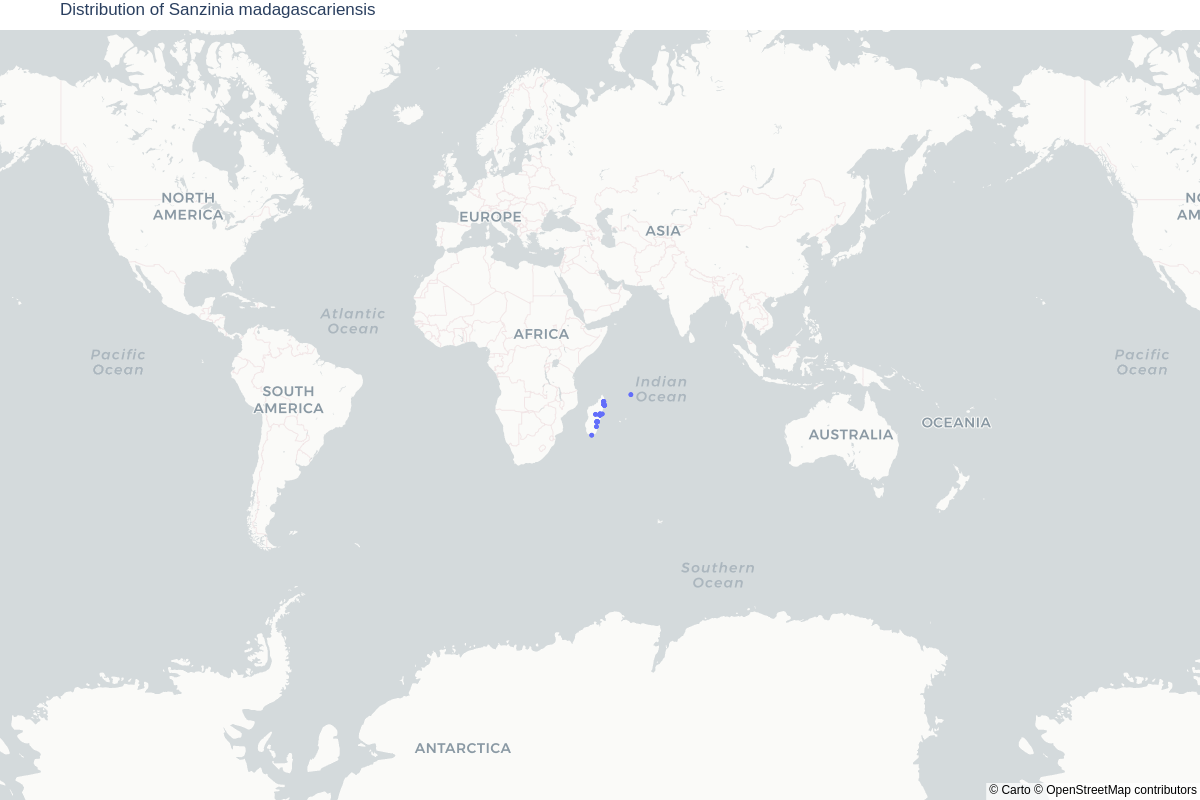 Distribution of Sanzinia madagascariensis
NORTH
AMERICA
EUROPE
ASIA
NO
AM
Atlantic
Ocean
AFRICA
Pacific
Ocean
Indian
Ocean
Pacific
Ocean
SOUTH
AMERICA
AUSTRALIA
OCEANIA
Southern
Ocean
ANTARCTICA
© Carto © OpenStreetMap contributors